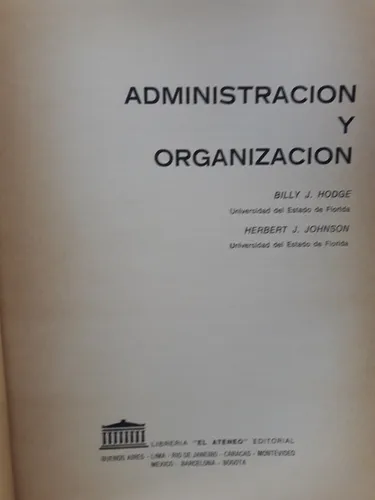 ADMINISTRACION
Y
ORGANIZACION
BILLY J. HODGE
Universidad del Estado de Florida
HERBERT J. JOHNSON
Universidad del Estado de Florida
LIBRERIA "EL ATENEO" EDITORIAL
BUENOS AIRES - LIMA - RIO DE JANEIRO - CARACAS - MONTEVIDEO
MEXICO - BARCELONA - BOGOTA